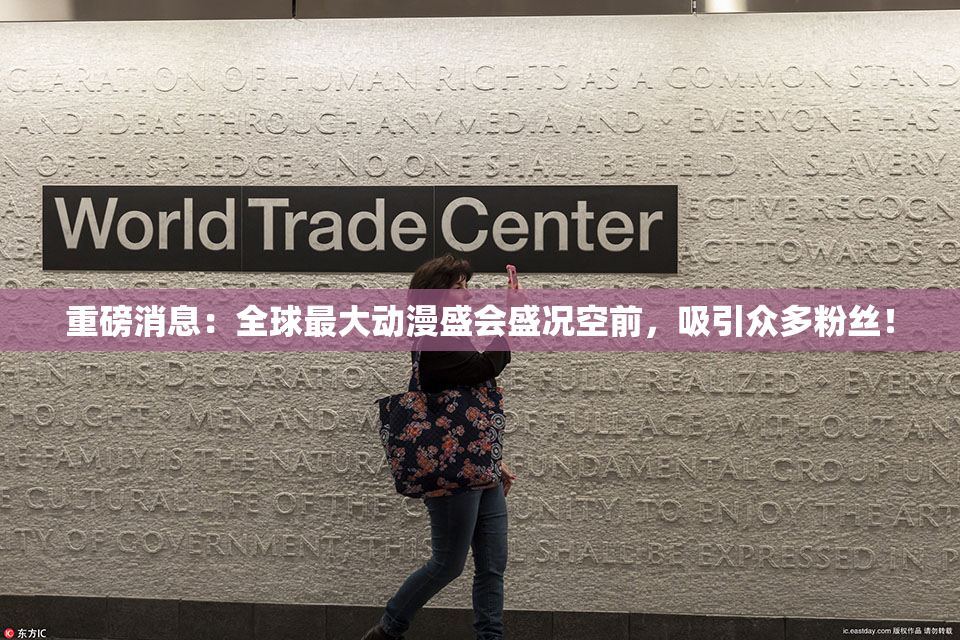 CLARATION OF HUMAN RIGHTS AS A COMMON STAND
AND IDEAS THROUGH ANY MEDIA AND • EVERYONE HAS T
N OF THIS PLEDGE • NO ONE SHALL BE HELD IN SLAVERY
World Trade Center
ECTIVE RECOGN
ACT TOWARDS O
重磅消息：全球最大动漫盛会盛况空前，吸引众多粉丝！
IN THIS DECLARATION FULLY REALIZED • EVERYO
THOUGHT MEN AND OF FULL AGE, WITHO
E FAMILY IS THE NATURA FUNDAMENTAL GROUP
E CULTURAL LIFE OF THE UNITY, TO ENJOY THE ART
TY OF GOVERNMENT; THIS SHALL BE EXPRESSED IN P
东方IC
ic.eastday.com 版权作品 请勿转载